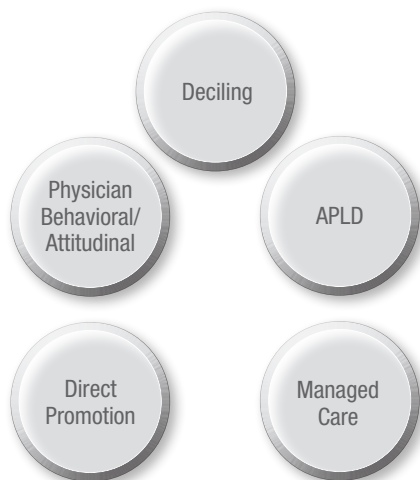 Deciling
Physician
Behavioral/
Attitudinal
APLD
Direct
Promotion
Managed
Care